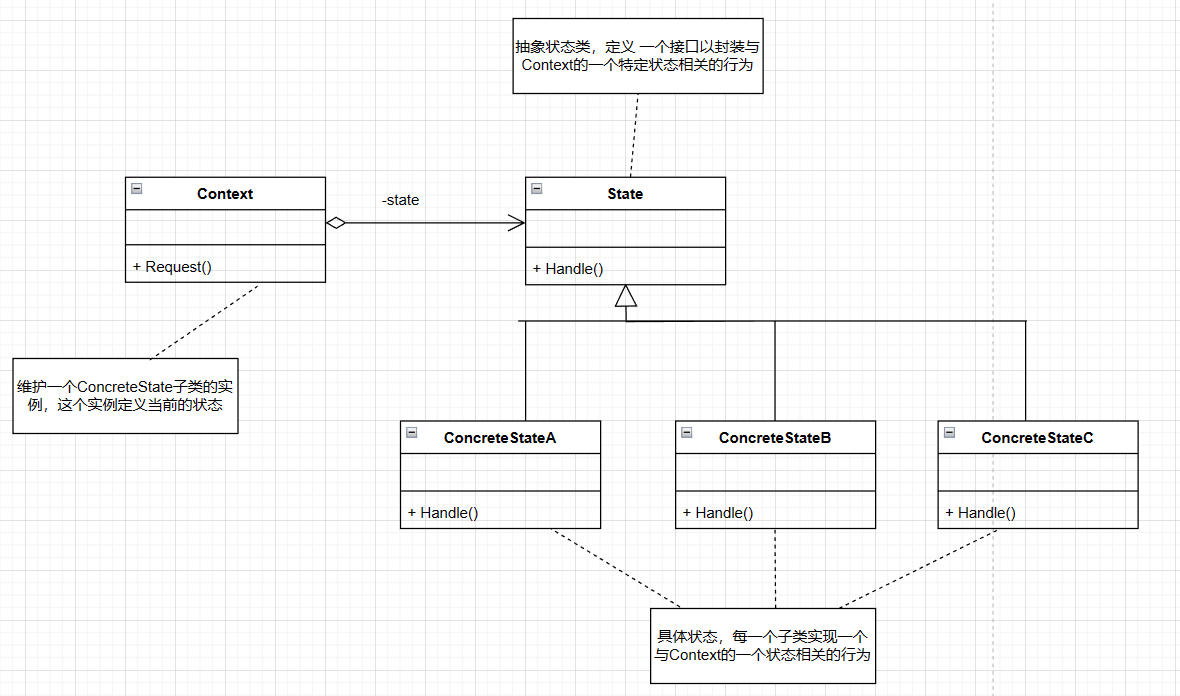 抽象状态类，定义 一个接口以封装与
Context的一个特定状态相关的行为
Context
-state
State
+ Request()
+ Handle()
维护一个ConcreteState子类的实
例，这个实例定义当前的状态
ConcreteStateA
ConcreteStateB
ConcreteStateC
+ Handle()
+ Handle()
+ Handle()
具体状态，每一个子类实现一个
与Context的一个状态相关的行为